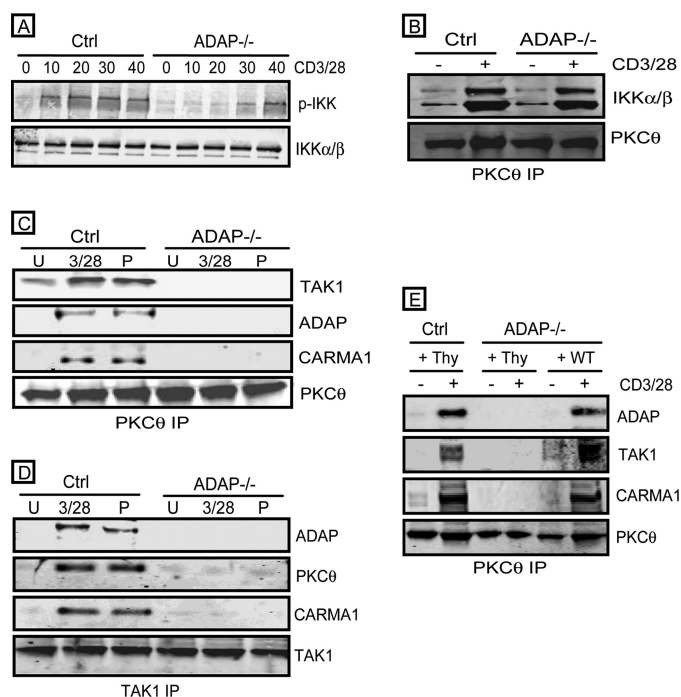 A
Ctrl ADAP-/-
0 10 20 30 40 0 10 20 30 40 CD3/28
p-IKK
IKKα/β
B
Ctrl ADAP-/-
- + - + CD3/28
IKKα/β
PKCθ
PKCθ IP
C
Ctrl ADAP-/-
U 3/28 P U 3/28 P
TAK1
ADAP
CARMA1
PKCθ
PKCθ IP
D
Ctrl ADAP-/-
U 3/28 P U 3/28 P
ADAP
PKCθ
CARMA1
TAK1
TAK1 IP
E
Ctrl ADAP-/-
+ Thy + Thy + WT
- + - + - + CD3/28
ADAP
TAK1
CARMA1
PKCθ
PKCθ IP